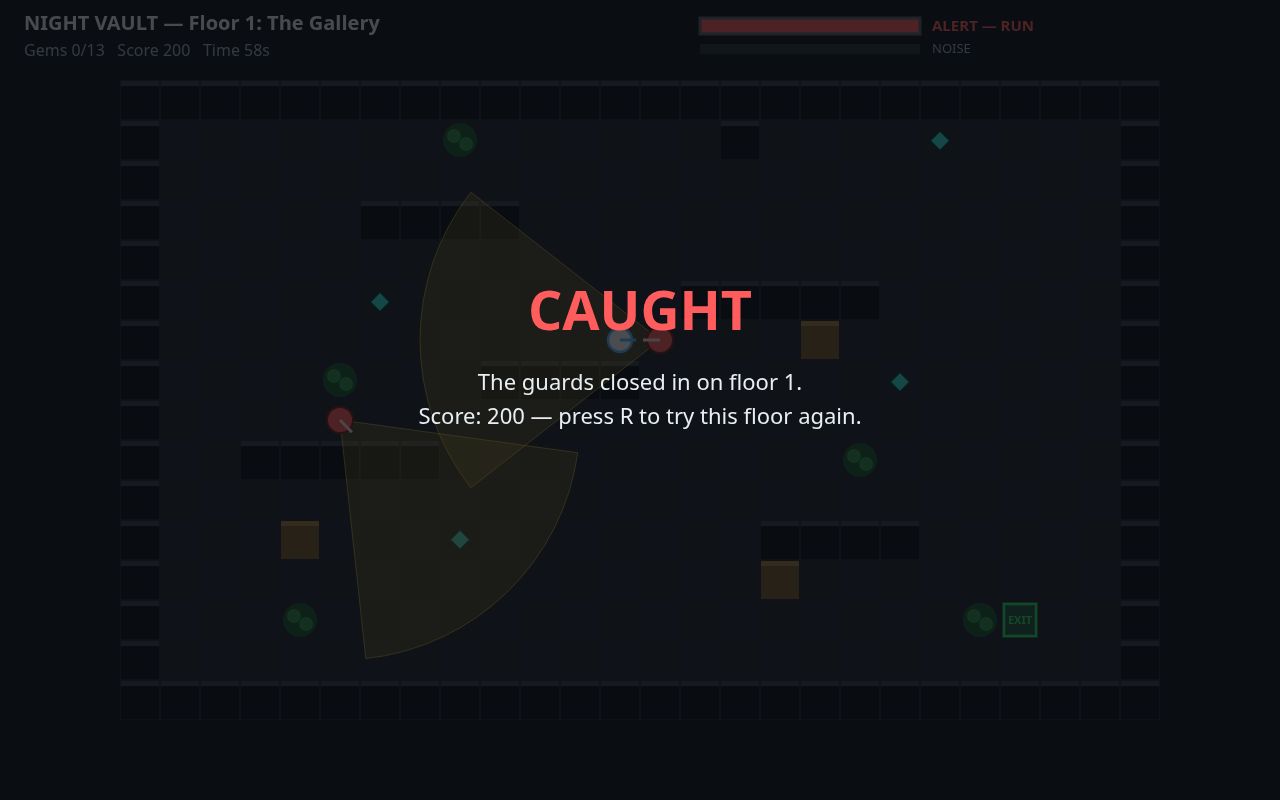 NIGHT VAULT — Floor 1: The Gallery
Gems 0/13 Score 200 Time 58s
ALERT — RUN
NOISE
CAUGHT
The guards closed in on floor 1.
Score: 200 — press R to try this floor again.
EXIT